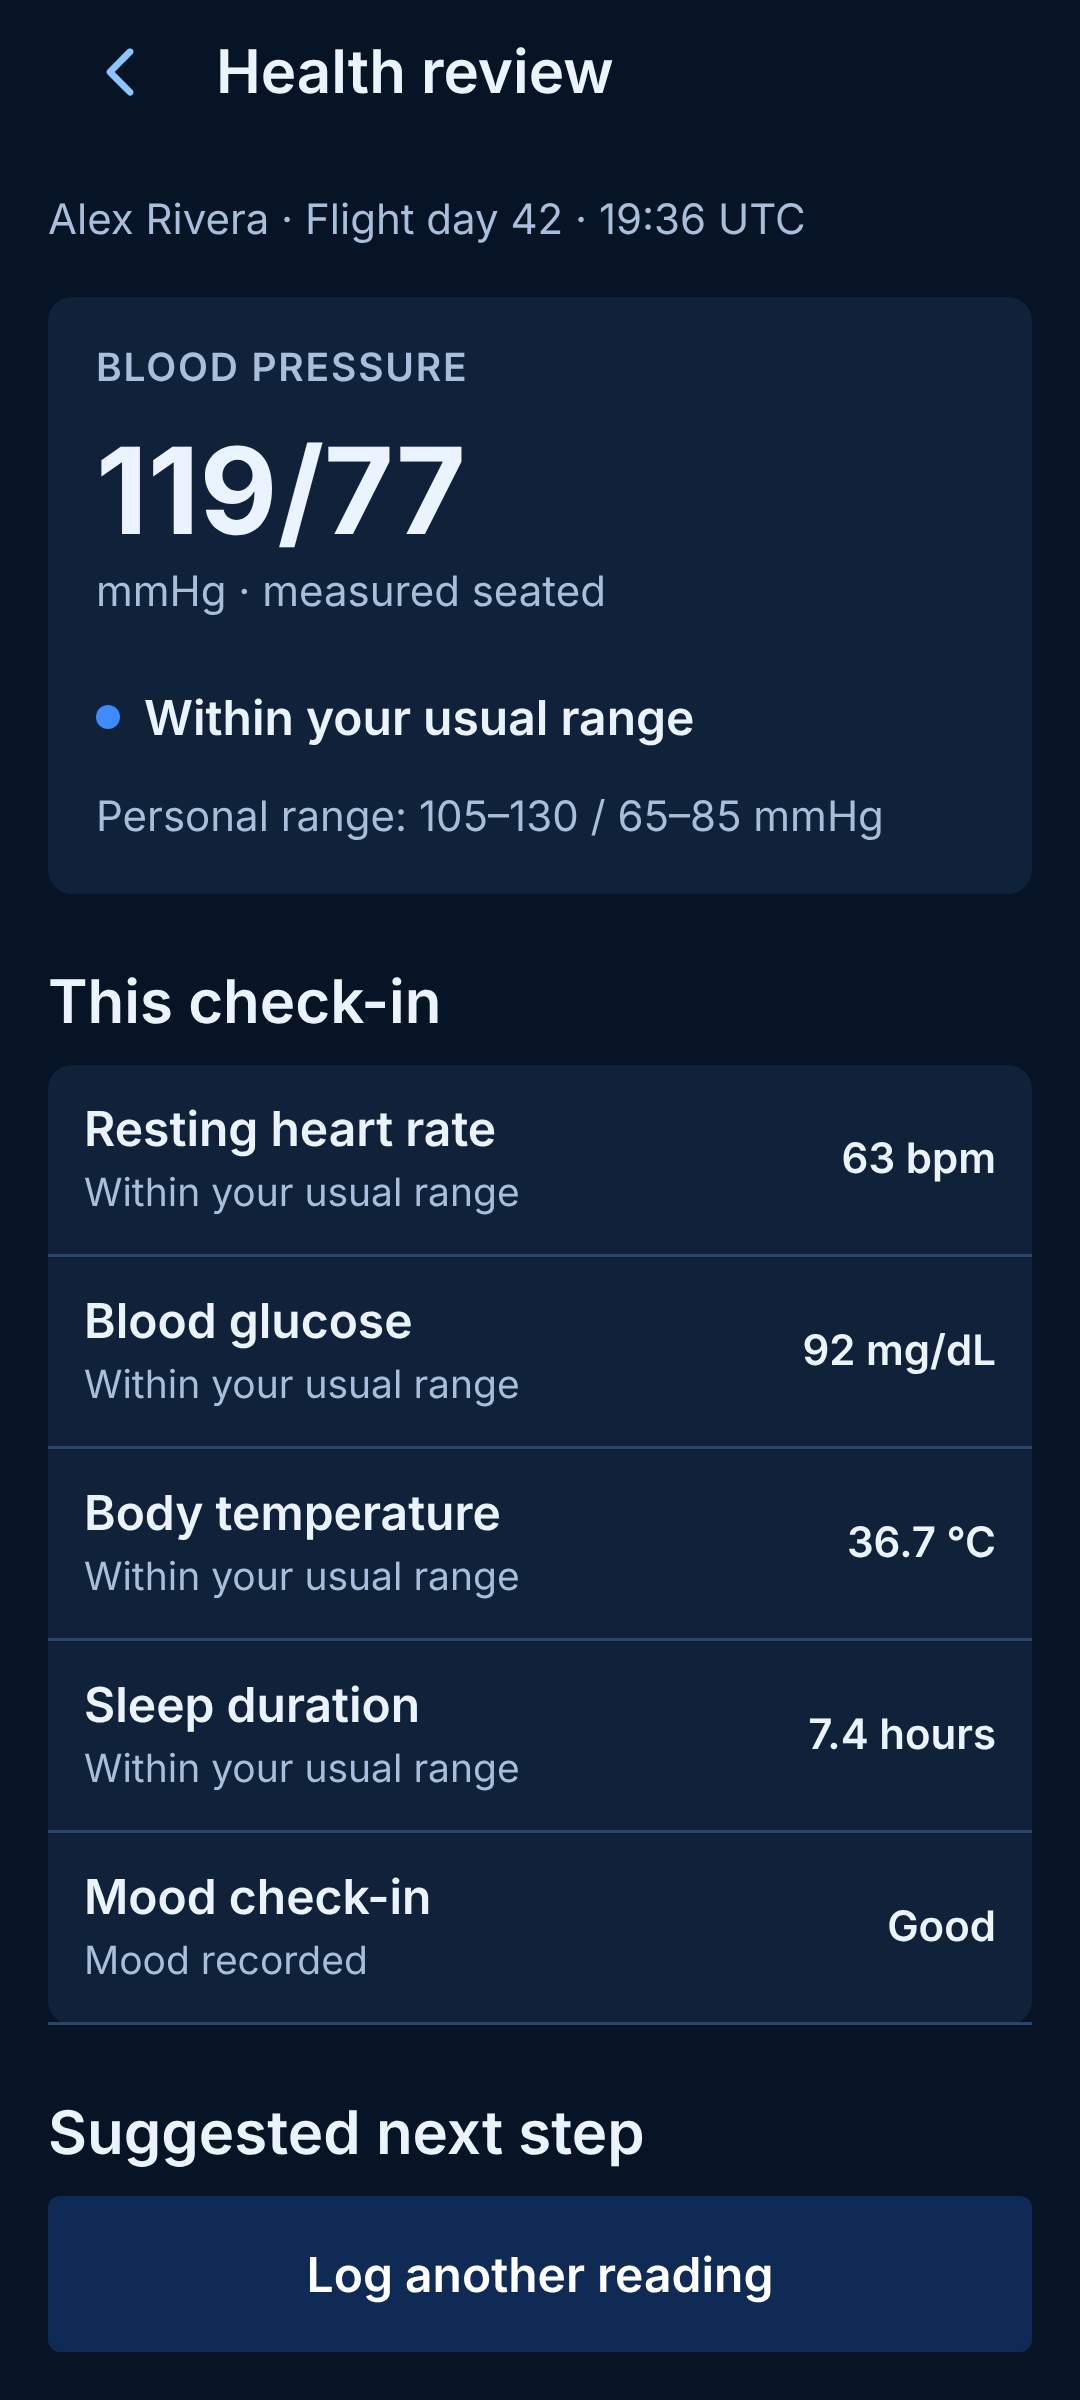 Health review
Alex Rivera · Flight day 42 · 19:36 UTC
BLOOD PRESSURE
119/77
mmHg · measured seated
Within your usual range
Personal range: 105–130 / 65–85 mmHg
This check-in
Resting heart rate
Within your usual range
63 bpm
Blood glucose
Within your usual range
92 mg/dL
Body temperature
Within your usual range
36.7 °C
Sleep duration
Within your usual range
7.4 hours
Mood check-in
Mood recorded
Good
Suggested next step
Log another reading